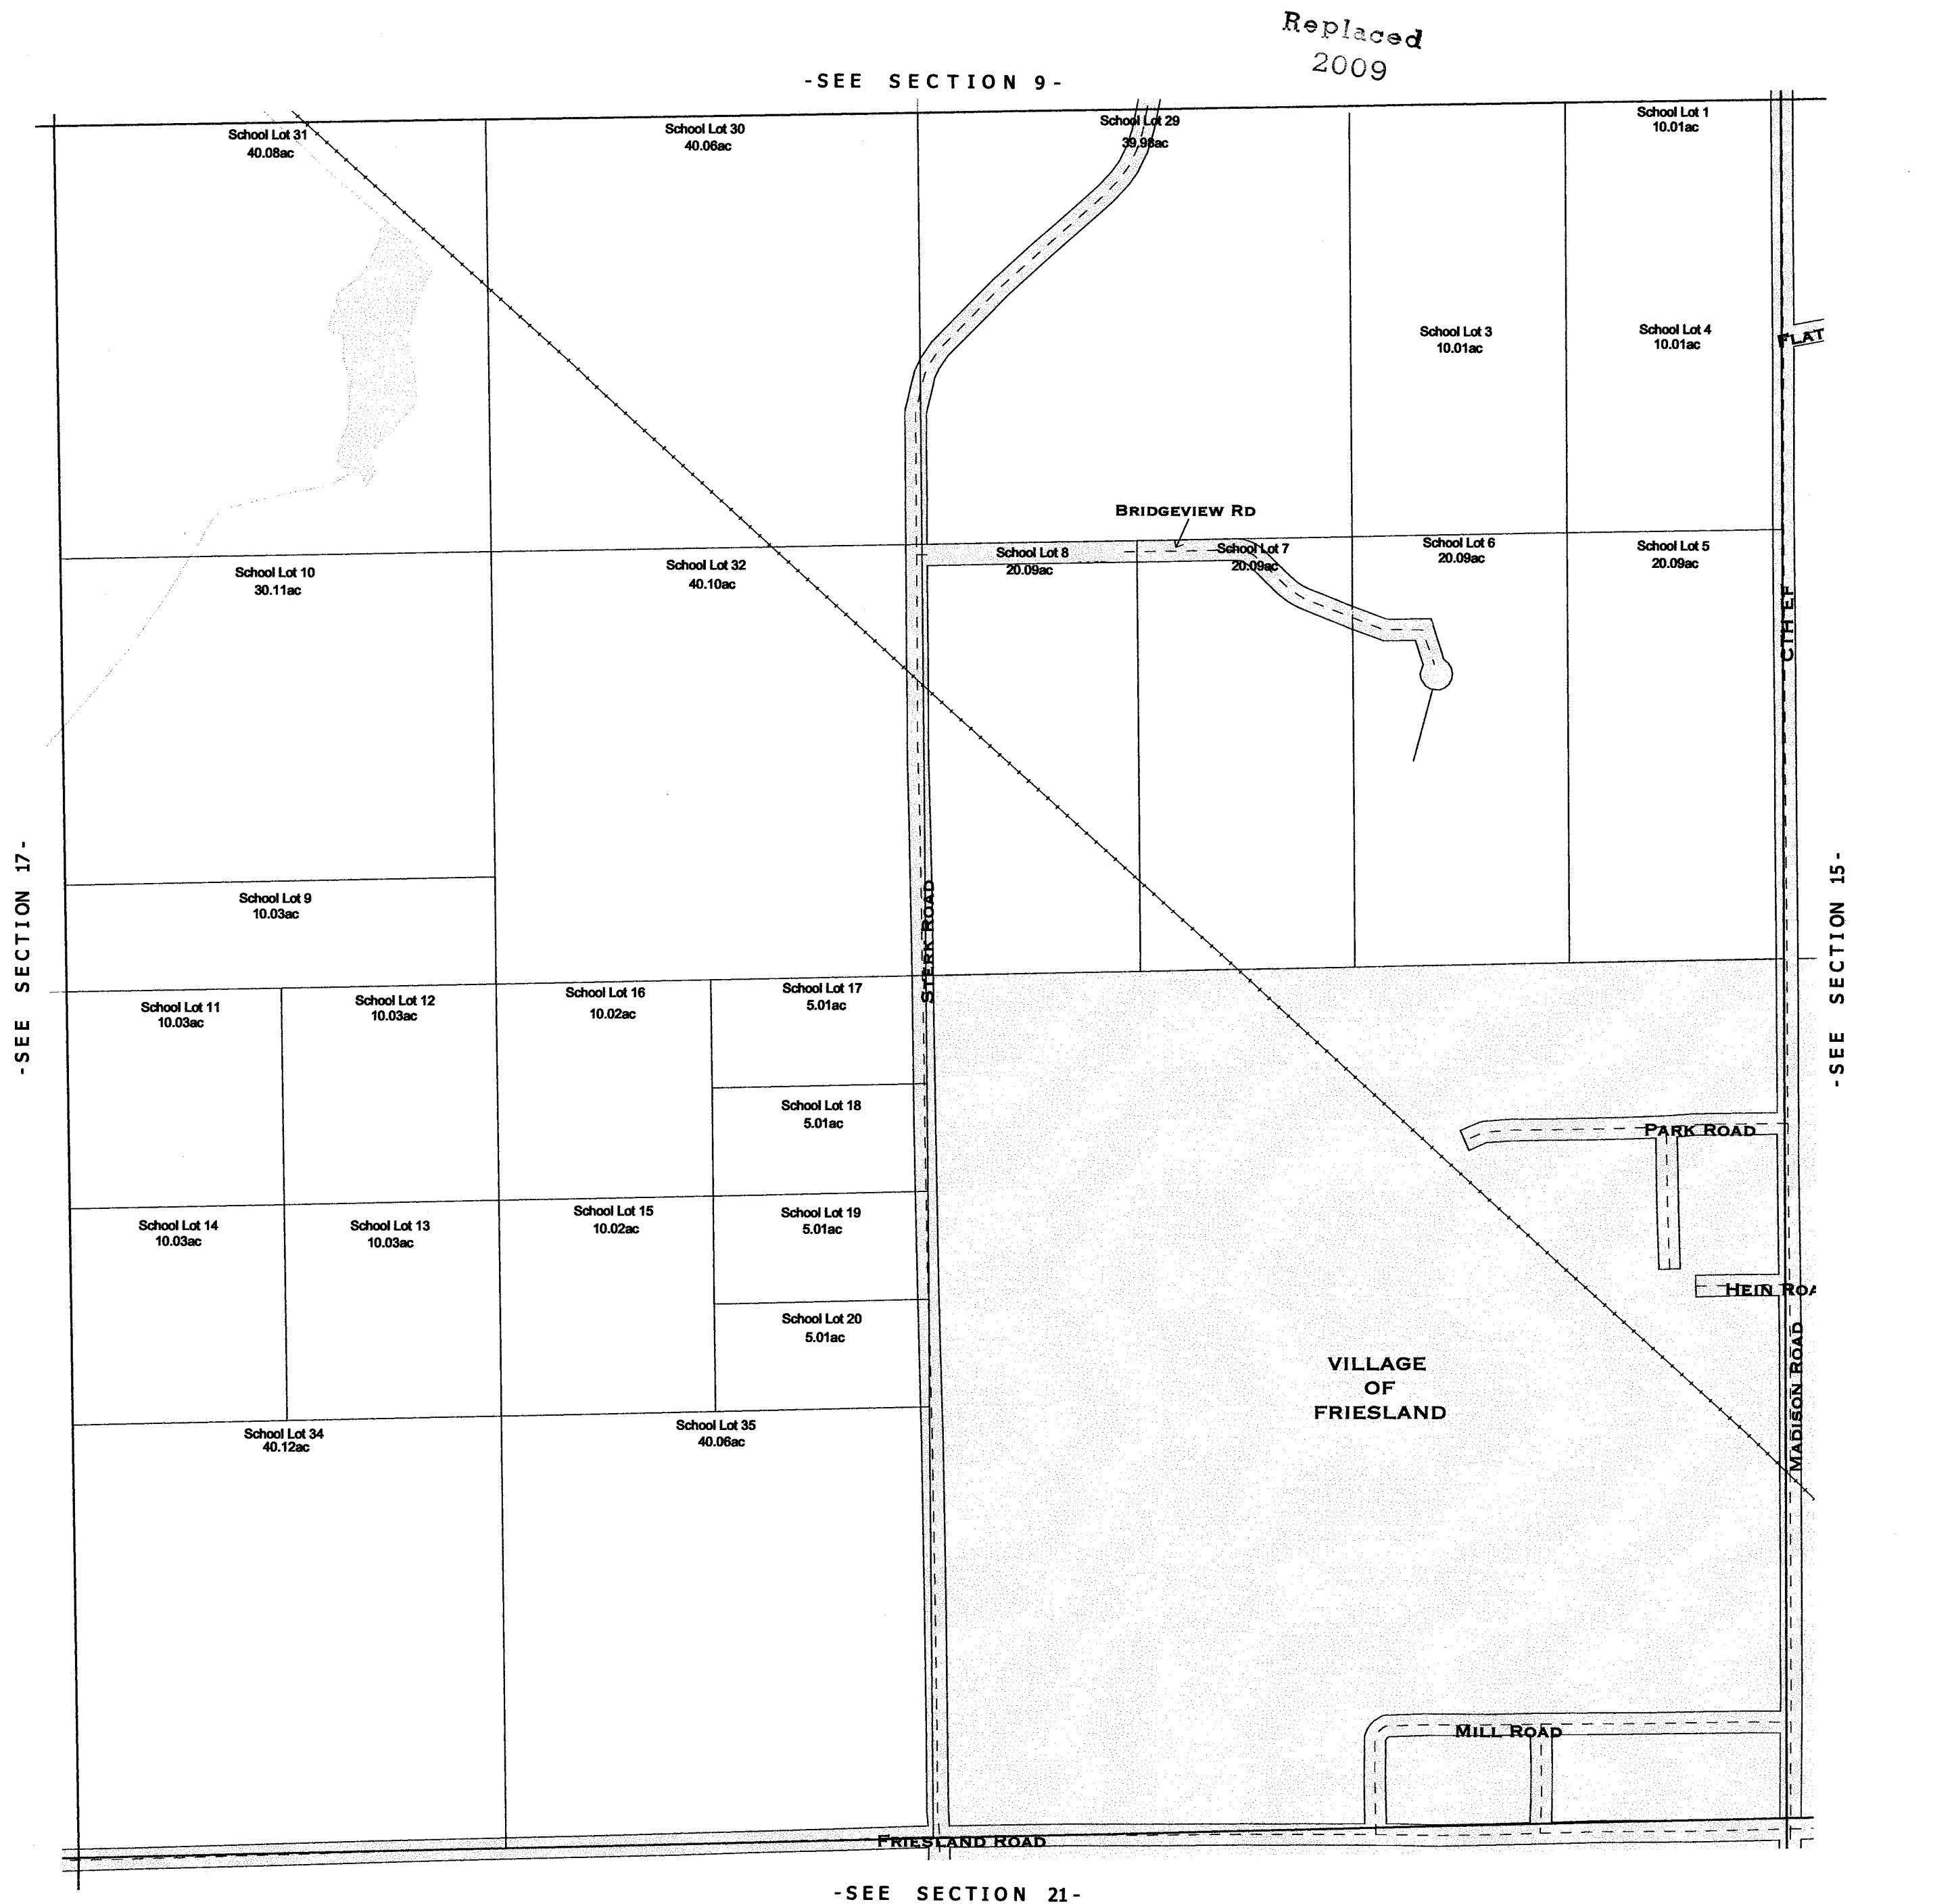 Replaced
2009
-SEE SECTION 9-
School Lot 31
40.08ac
School Lot 30
40.06ac
School Lot 29
39.98ac
School Lot 1
10.01ac
School Lot 3
10.01ac
School Lot 4
10.01ac
FLAT
BRIDGEVIEW RD
School Lot 10
30.11ac
School Lot 32
40.10ac
School Lot 8
20.09ac
School Lot 7
20.09ac
School Lot 6
20.09ac
School Lot 5
20.09ac
CTH EF
-SEE SECTION 17-
School Lot 9
10.03ac
STERK ROAD
-SEE SECTION 15-
School Lot 11
10.03ac
School Lot 12
10.03ac
School Lot 16
10.02ac
School Lot 17
5.01ac
School Lot 18
5.01ac
PARK ROAD
School Lot 14
10.03ac
School Lot 13
10.03ac
School Lot 15
10.02ac
School Lot 19
5.01ac
HEIN ROA
School Lot 20
5.01ac
VILLAGE
OF
FRIESLAND
MADISON ROAD
School Lot 34
40.12ac
School Lot 35
40.06ac
MILL ROAD
FRIESLAND ROAD
-SEE SECTION 21-